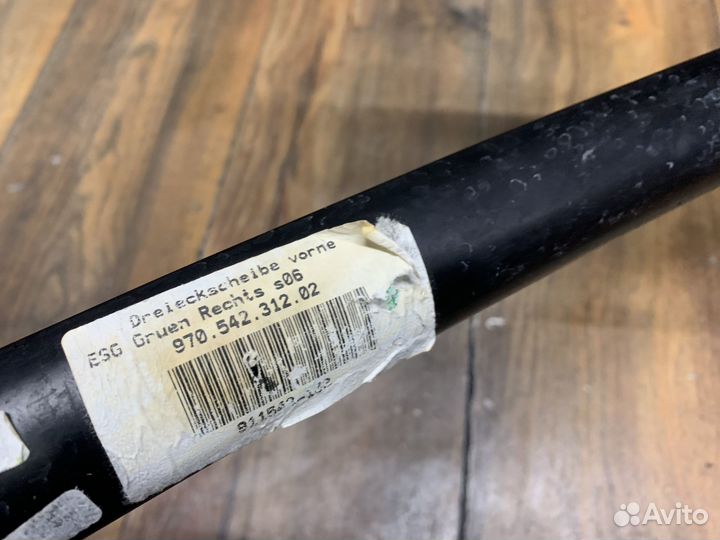 Dreieckscheibe vorne
ESG Gruen Rechts s06
970.542.312.02
Avito